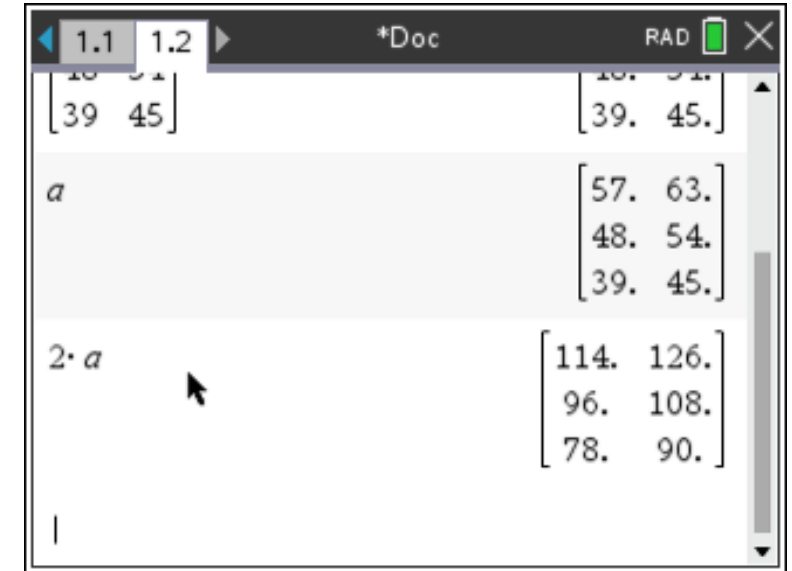 1.1 1.2 *Doc RAD
39 45 39. 45.
a
57. 63.
48. 54.
39. 45.
2· a
114. 126.
96. 108.
78. 90.